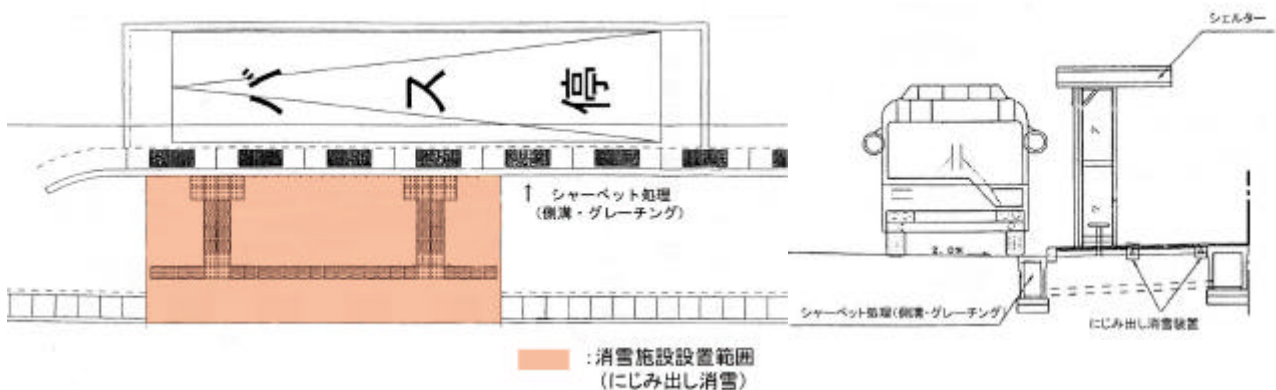 バス停
↑ シャーベット処理
(側溝・グレーチング)
:消雪施設設置範囲
(にじみ出し消雪)
シェルター
2.0%
シャーベット処理(側溝・グレーチング)
にじみ出し消雪装置